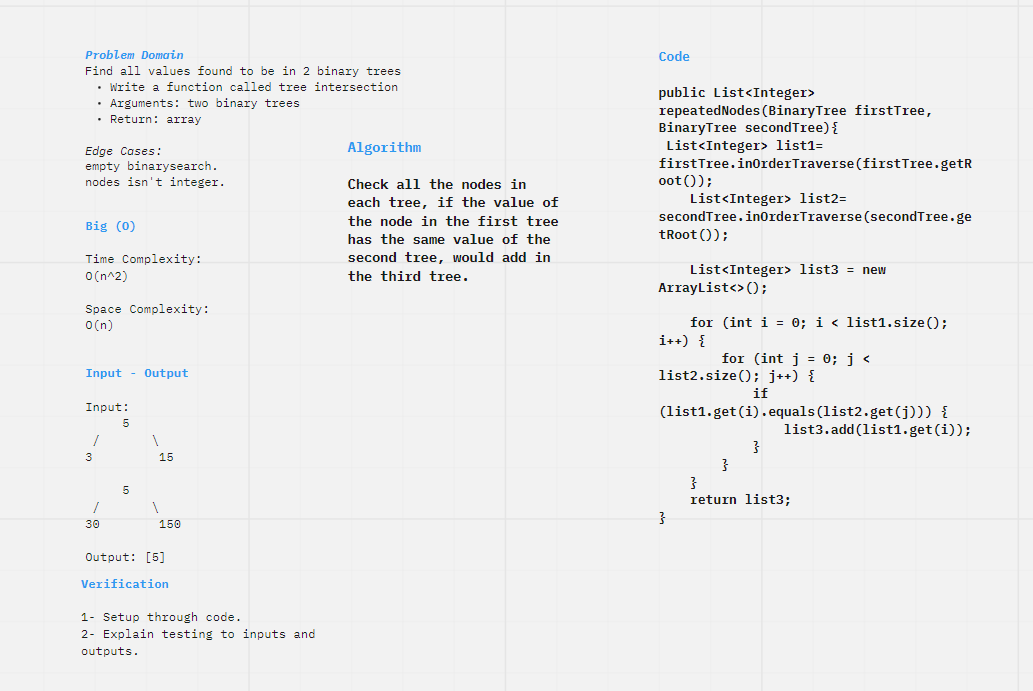 Problem Domain
Find all values found to be in 2 binary trees
• Write a function called tree intersection
• Arguments: two binary trees
• Return: array
Edge Cases:
empty binarysearch.
nodes isn't integer.
Big (O)
Time Complexity:
O(n^2)
Space Complexity:
O(n)
Input - Output
Input:
5
/ \
3 15
5
/ \
30 150
Output: [5]
Verification
1- Setup through code.
2- Explain testing to inputs and
outputs.
Algorithm
Check all the nodes in
each tree, if the value of
the node in the first tree
has the same value of the
second tree, would add in
the third tree.
Code
public List<Integer>
repeatedNodes(BinaryTree firstTree,
BinaryTree secondTree){
List<Integer> list1=
firstTree.inOrderTraverse(firstTree.getR
oot());
List<Integer> list2=
secondTree.inOrderTraverse(secondTree.ge
tRoot());
List<Integer> list3 = new
ArrayList<>();
for (int i = 0; i < list1.size();
i++) {
for (int j = 0; j <
list2.size(); j++) {
if
(list1.get(i).equals(list2.get(j))) {
list3.add(list1.get(i));
}
}
}
return list3;
}